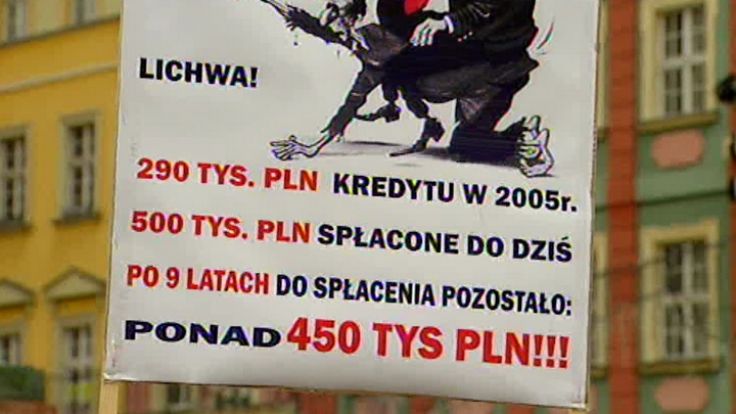 LICHWA!
290 TYS. PLN KREDYTU W 2005r.
500 TYS. PLN SPŁACONE DO DZIŚ
PO 9 LATACH DO SPŁACENIA POZOSTAŁO:
PONAD 450 TYS PLN!!!